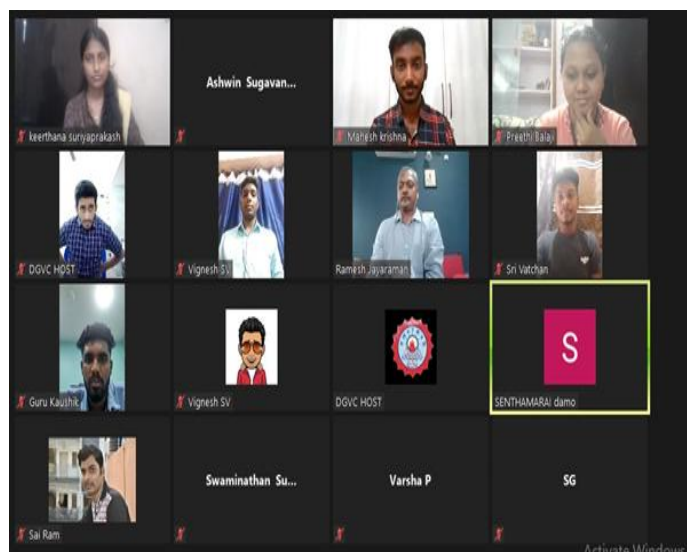 keerthana suriyaprakash
Ashwin Sugavan...
Mahesh krishna
Preethi Balaji
DGVC HOST
Vignesh SV
Ramesh Jayaraman
Sri Vatchan
Guru Kaushik
Vignesh SV
DGVC HOST
S
SENTHAMARAI damo
Sai Ram
Swaminathan Su...
Varsha P
SG
Activate Windows